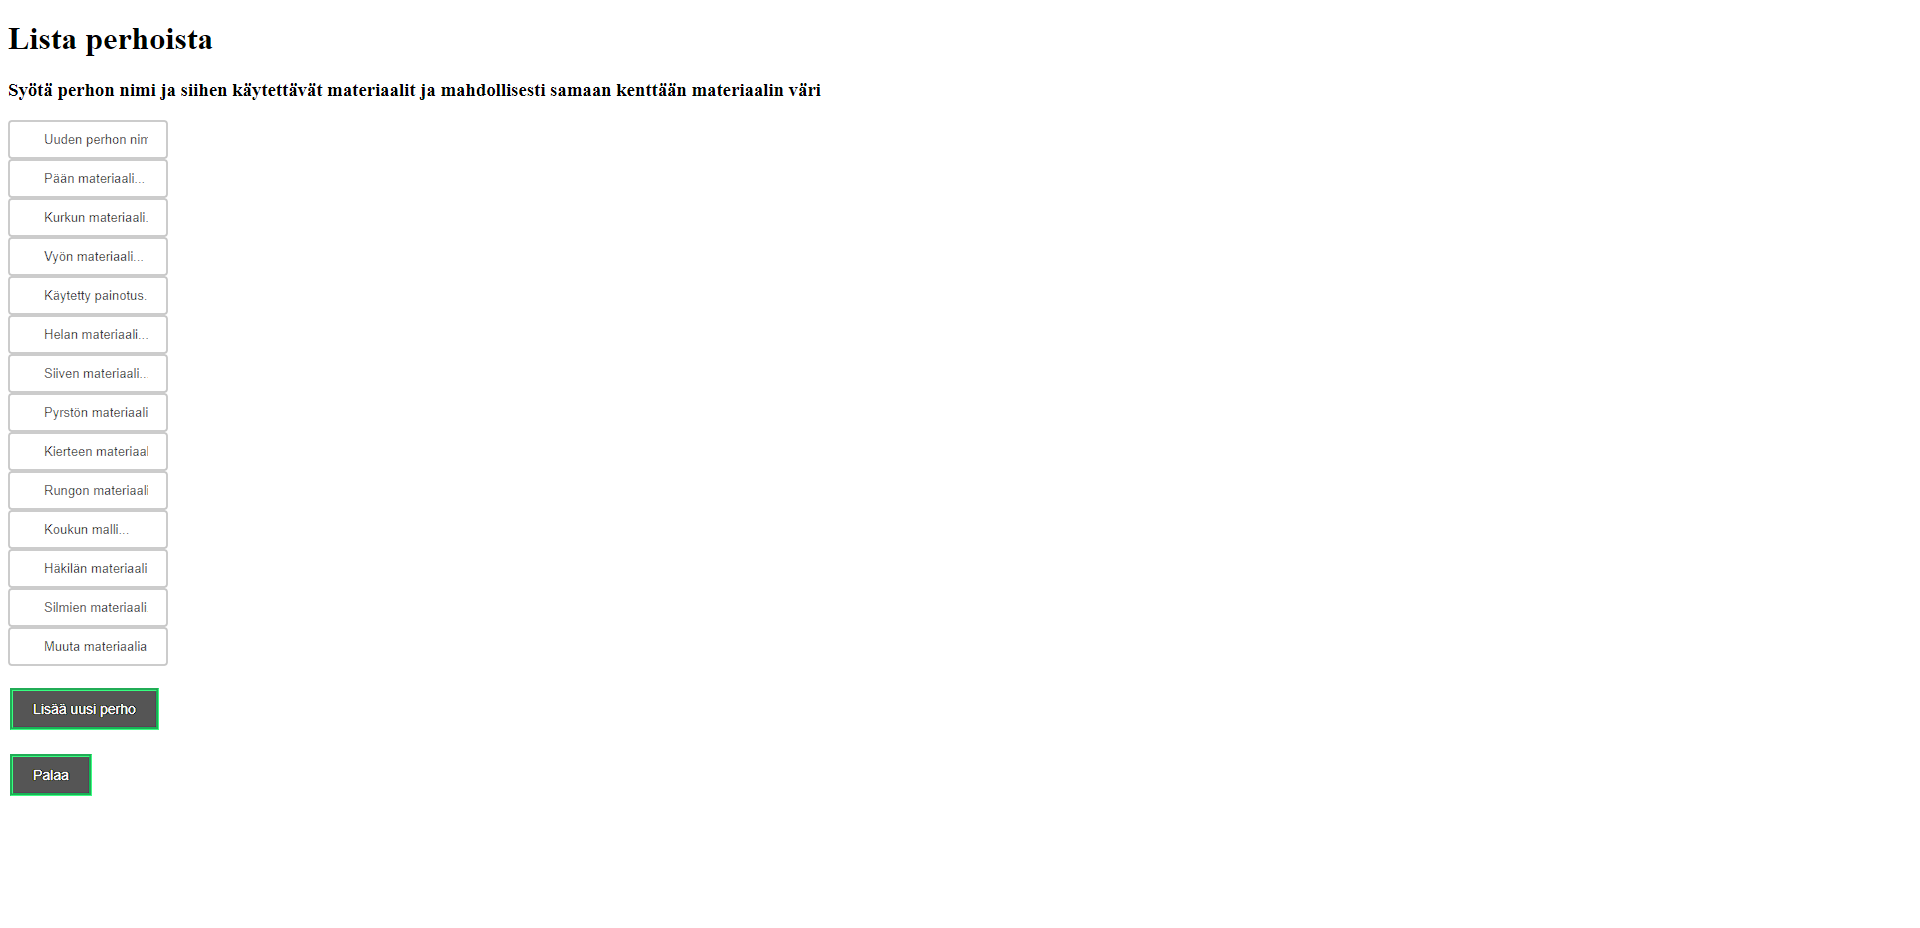 Lista perhoista
Syötä perhon nimi ja siihen käytettävät materiaalit ja mahdollisesti samaan kenttään materiaalin väri
Uuden perhon nim
Pään materiaali...
Kurkun materiaali.
Vyön materiaali...
Käytetty painotus.
Helan materiaali...
Siiven materiaali...
Pyrstön materiaali
Kierteen materiaal
Rungon materiaali
Koukun malli...
Häkilän materiaali
Silmien materiaali
Muuta materiaalia
Lisää uusi perho
Palaa